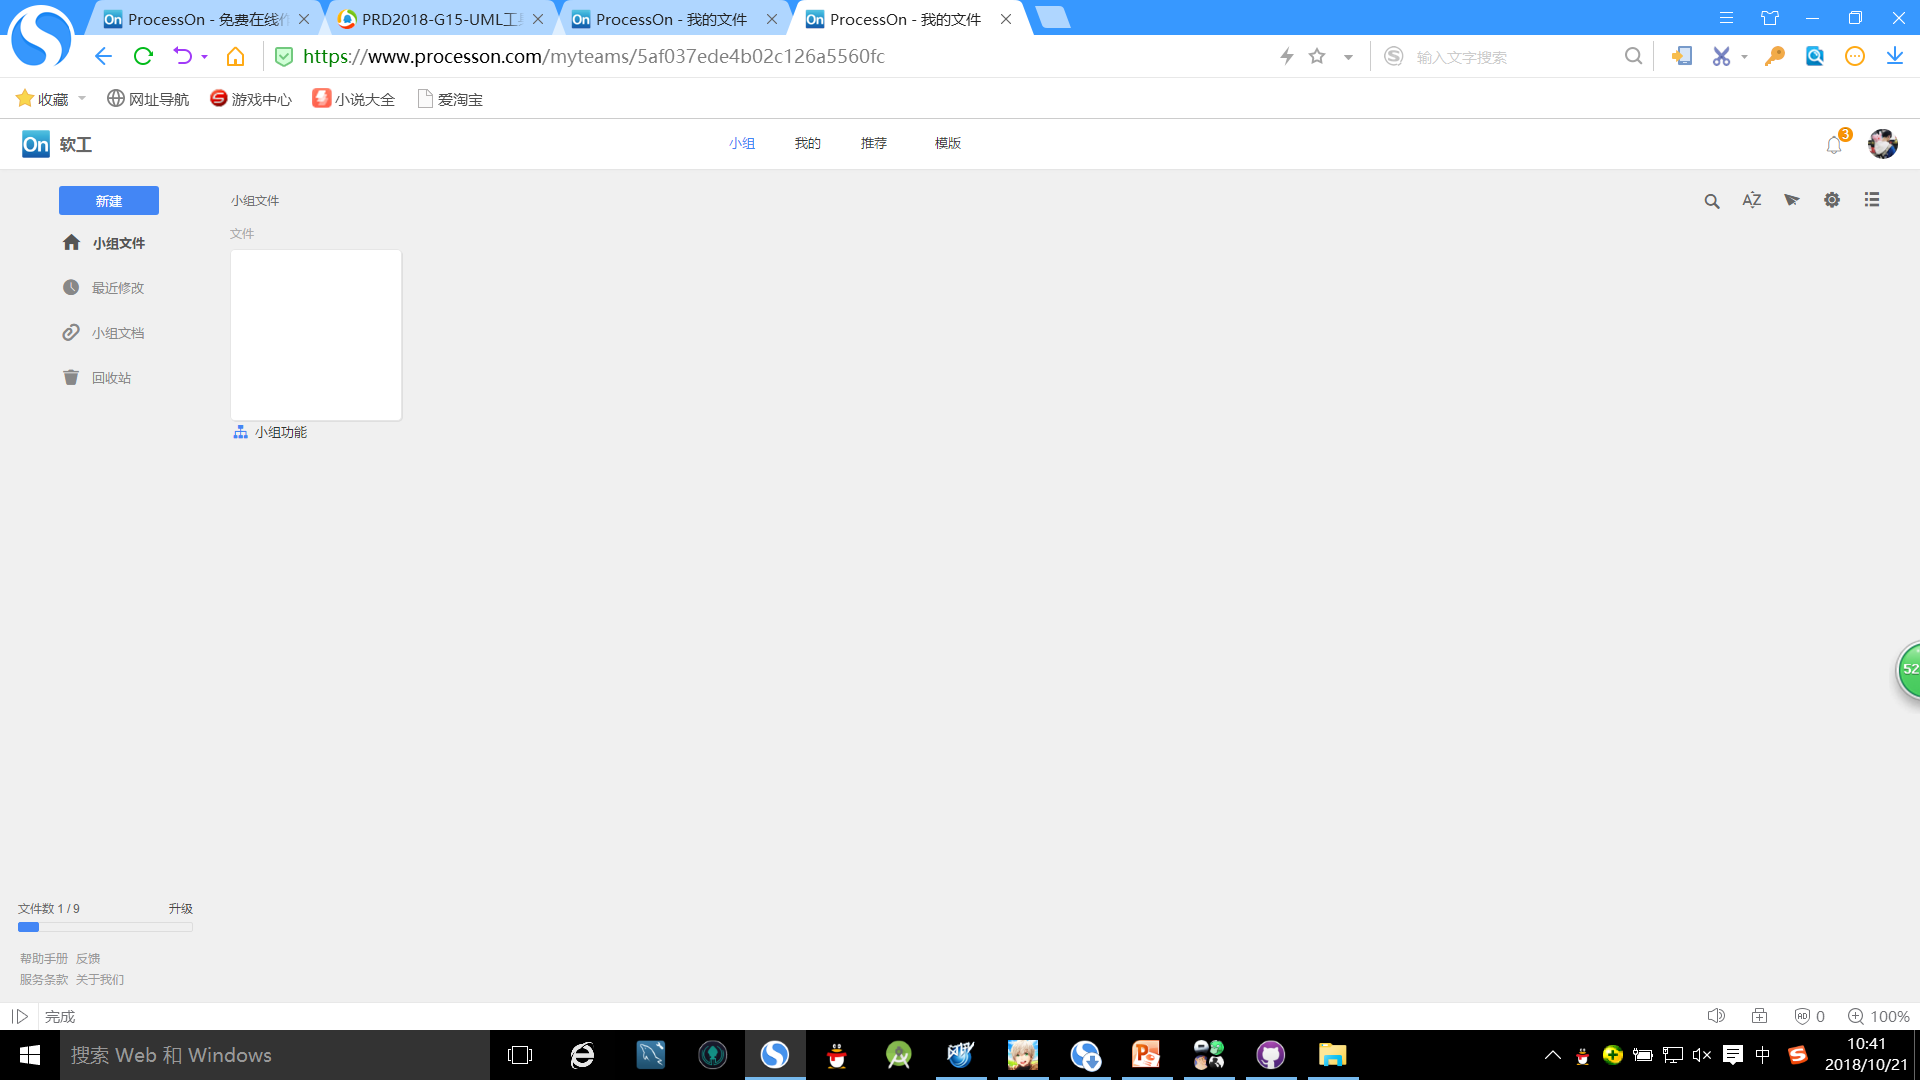 On ProcessOn - 免费在线作
PRD2018-G15-UML工具
On ProcessOn - 我的文件
On ProcessOn - 我的文件
https://www.processon.com/myteams/5af037ede4b02c126a5560fc
输入文字搜索
收藏
网址导航
游戏中心
小说大全
爱淘宝
On 软工
小组
我的
推荐
模版
3
新建
小组文件
AZ
小组文件
文件
最近修改
小组文档
回收站
小组功能
52
文件数 1 / 9
升级
帮助手册 反馈
服务条款 关于我们
完成
AD 0
100%
搜索 Web 和 Windows
中
10:41
2018/10/21